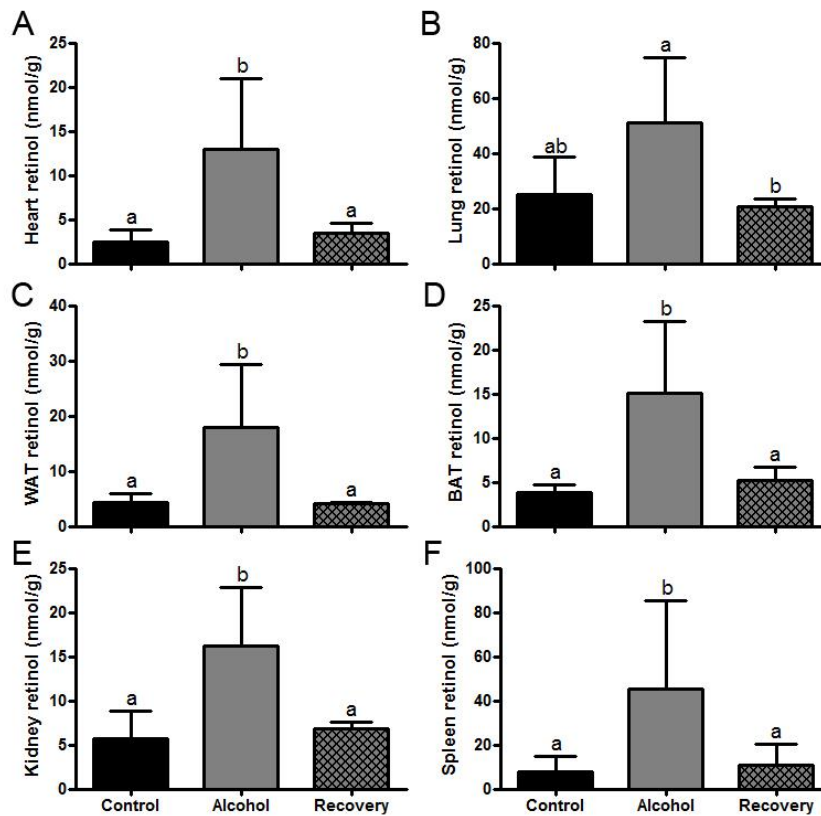 A
Heart retinol (nmol/g)
25
20
15
10
5
0
a
b
a
B
Lung retinol (nmol/g)
80
60
40
20
0
ab
a
b
C
WAT retinol (nmol/g)
40
30
20
10
0
a
b
a
D
BAT retinol (nmol/g)
25
20
15
10
5
0
a
b
a
E
Kidney retinol (nmol/g)
25
20
15
10
5
0
a
b
a
Control Alcohol Recovery
F
Spleen retinol (nmol/g)
100
80
60
40
20
0
a
b
a
Control Alcohol Recovery